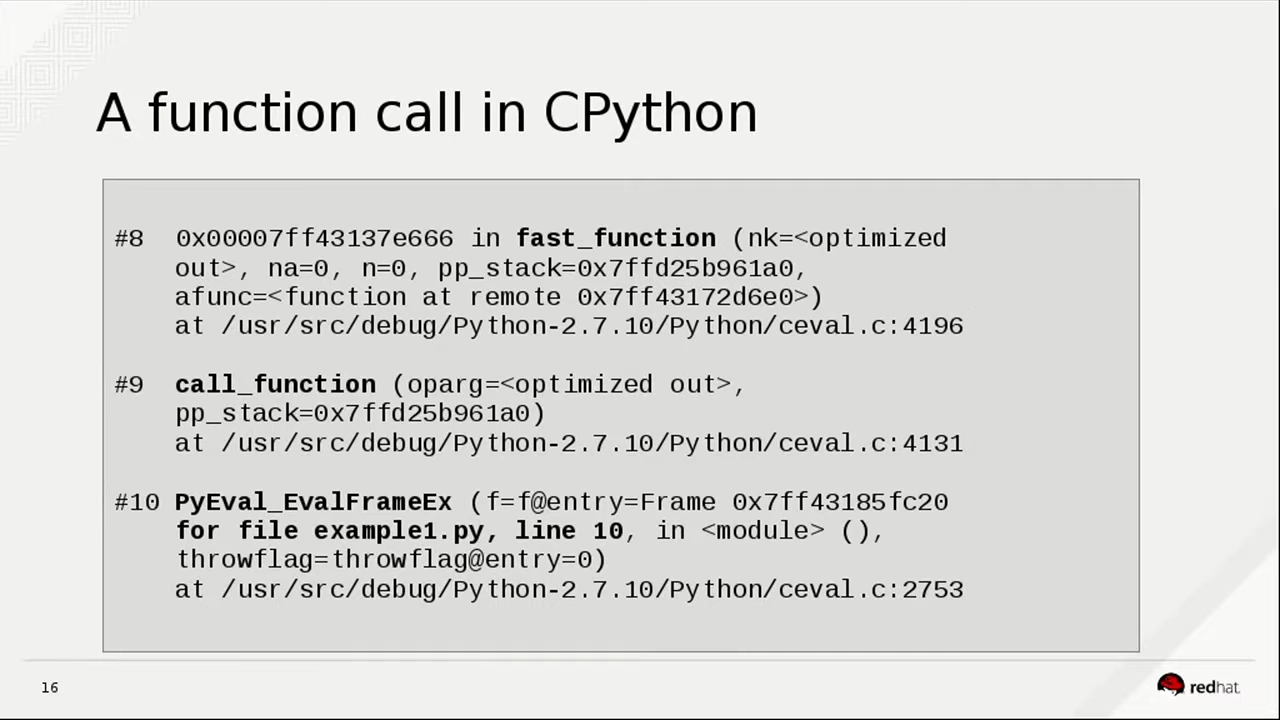 A function call in CPython
#8 0x00007ff43137e666 in fast_function (nk=<optimized
out>, na=0, n=0, pp_stack=0x7ffd25b961a0,
afunc=<function at remote 0x7ff43172d6e0>)
at /usr/src/debug/Python-2.7.10/Python/ceval.c:4196
#9 call_function (oparg=<optimized out>,
pp_stack=0x7ffd25b961a0)
at /usr/src/debug/Python-2.7.10/Python/ceval.c:4131
#10 PyEval_EvalFrameEx (f=f@entry=Frame 0x7ff43185fc20
for file example1.py, line 10, in <module> (),
throwflag=throwflag@entry=0)
at /usr/src/debug/Python-2.7.10/Python/ceval.c:2753
16
redhat.